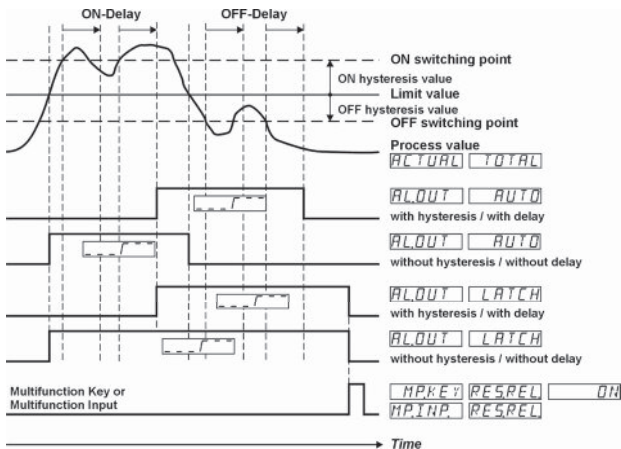 ON-Delay OFF-Delay
ON switching point
ON hysteresis value
Limit value
OFF hysteresis value
OFF switching point
Process value
ACTUAL TOTAL
AL.OUT AUTO
with hysteresis / with delay
AL.OUT AUTO
without hysteresis / without delay
AL.OUT LATCH
with hysteresis / with delay
AL.OUT LATCH
without hysteresis / without delay
Multifunction Key or MP.KEY RES.REL. ON
Multifunction Input MP.INP. RES.REL.
Time